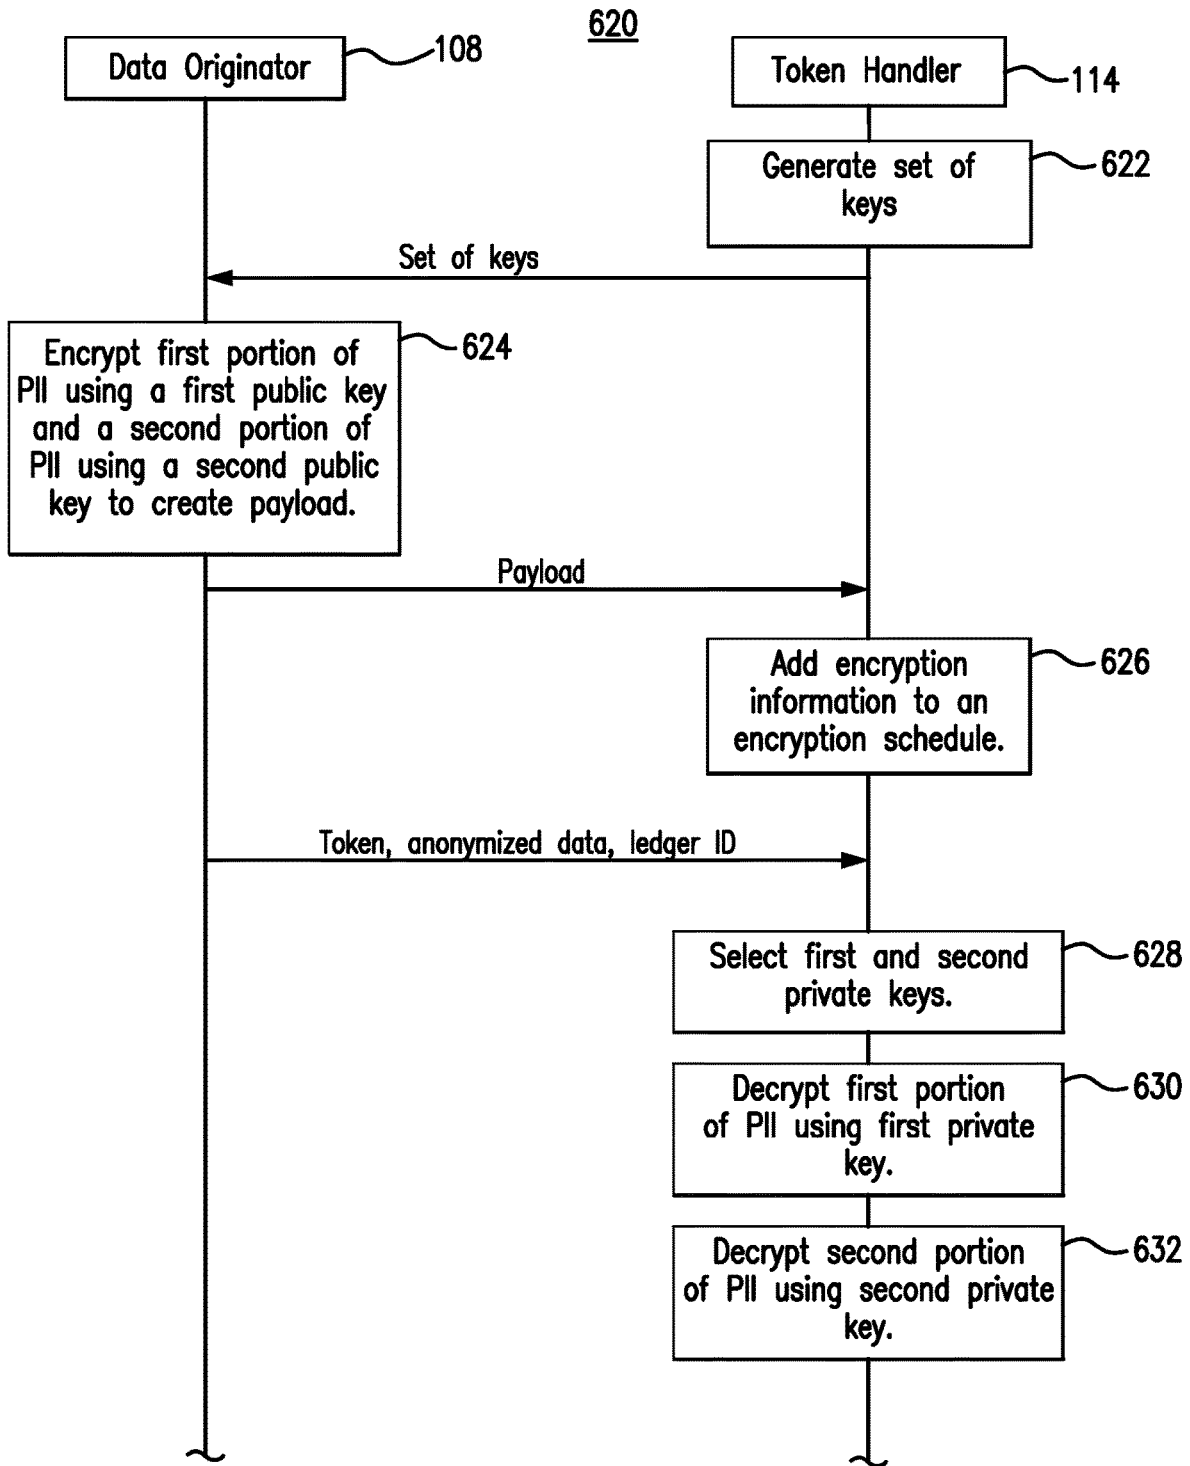 620
Data Originator
108
Token Handler
114
Generate set of
keys
622
Set of keys
Encrypt first portion of
PII using a first public key
and a second portion of
PII using a second public
key to create payload.
624
Payload
Add encryption
information to an
encryption schedule.
626
Token, anonymized data, ledger ID
Select first and second
private keys.
628
Decrypt first portion
of PII using first private
key.
630
Decrypt second portion
of PII using second private
key.
632